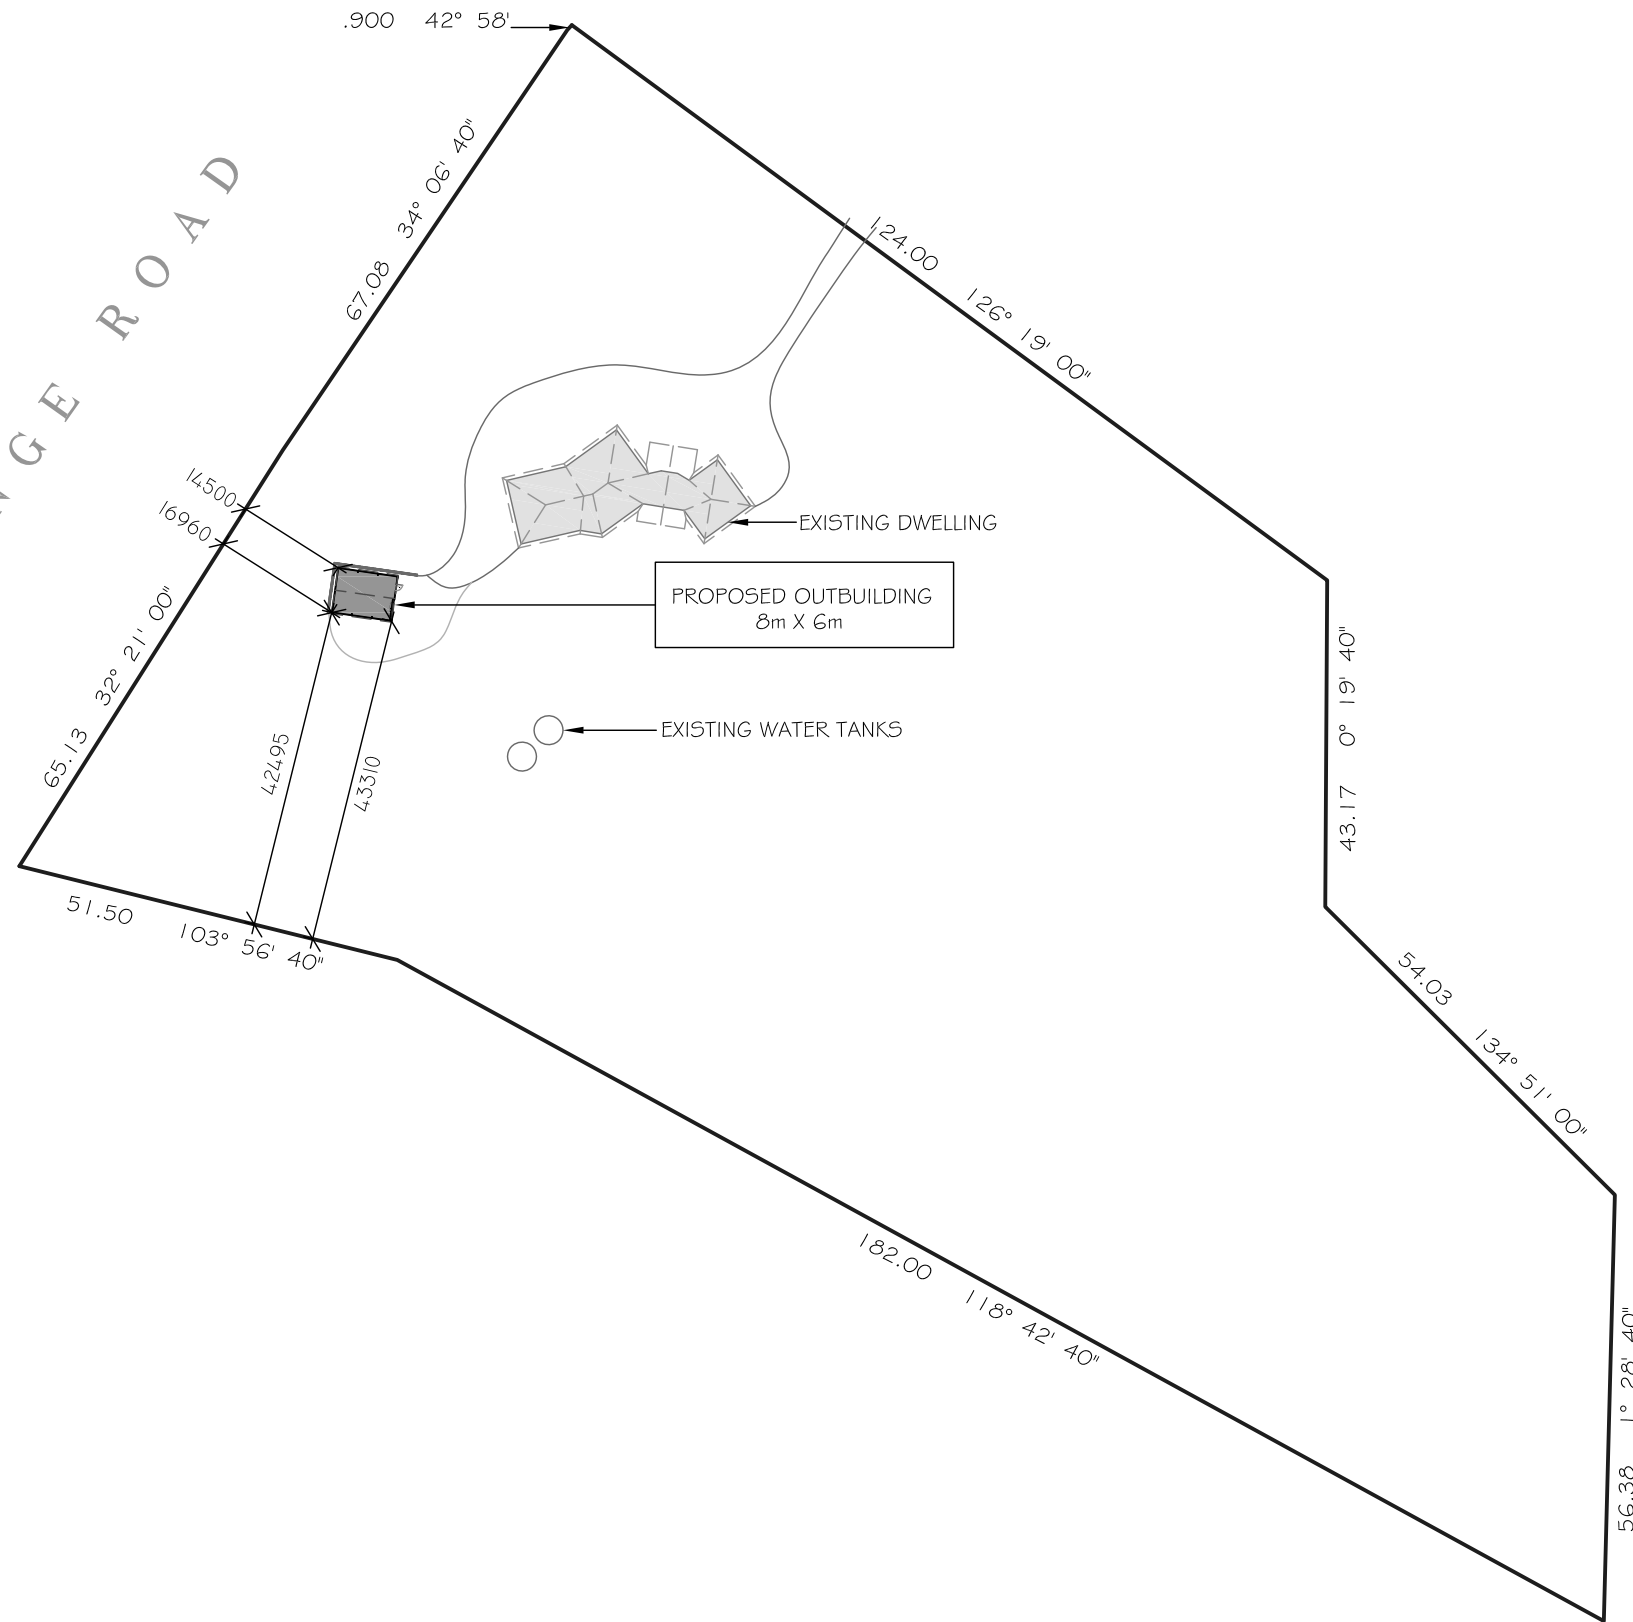 .900 42° 58'
67.08 34° 06' 40"
NGE ROAD
124.00 126° 19' 00"
14500
16960
EXISTING DWELLING
PROPOSED OUTBUILDING
8m X 6m
65.13 32° 21' 00"
43.17 0° 19' 40"
EXISTING WATER TANKS
42495
43310
51.50 103° 56' 40"
54.03 134° 51' 00"
182.00 118° 42' 40"
56.38 1° 28' 40"